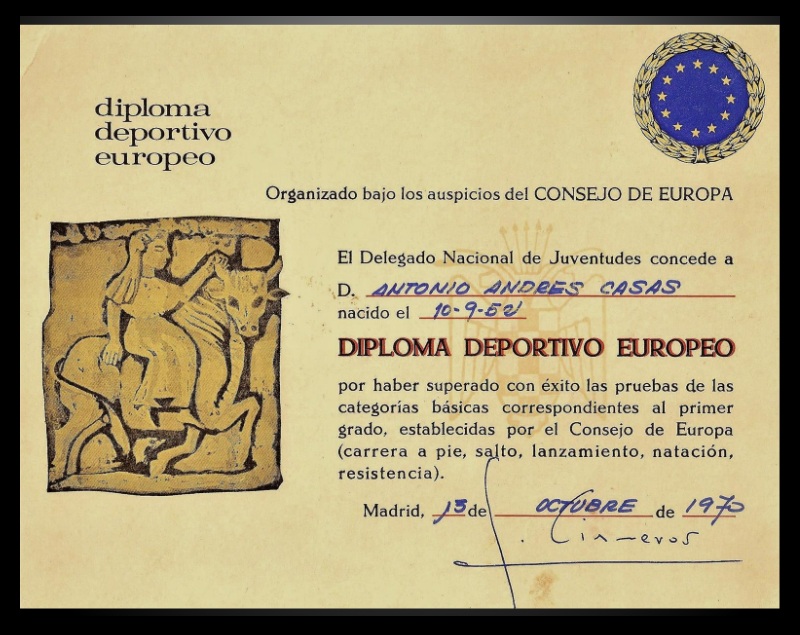 diploma
deportivo
europeo
Organizado bajo los auspicios del CONSEJO DE EUROPA
El Delegado Nacional de Juventudes concede a
D. ANTONIO ANDRES CASAS
nacido el 10-9-52
DIPLOMA DEPORTIVO EUROPEO
por haber superado con éxito las pruebas de las
categorías básicas correspondientes al primer
grado, establecidas por el Consejo de Europa
(carrera a pie, salto, lanzamiento, natación,
resistencia).
Madrid, 13 de OCTUBRE de 1970